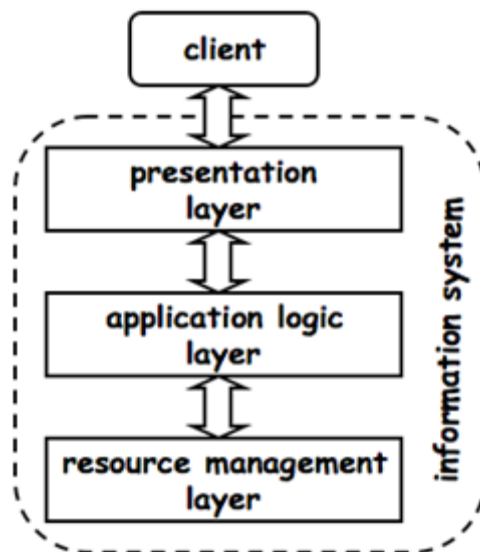 client
presentation
layer
application logic
layer
resource management
layer
information system